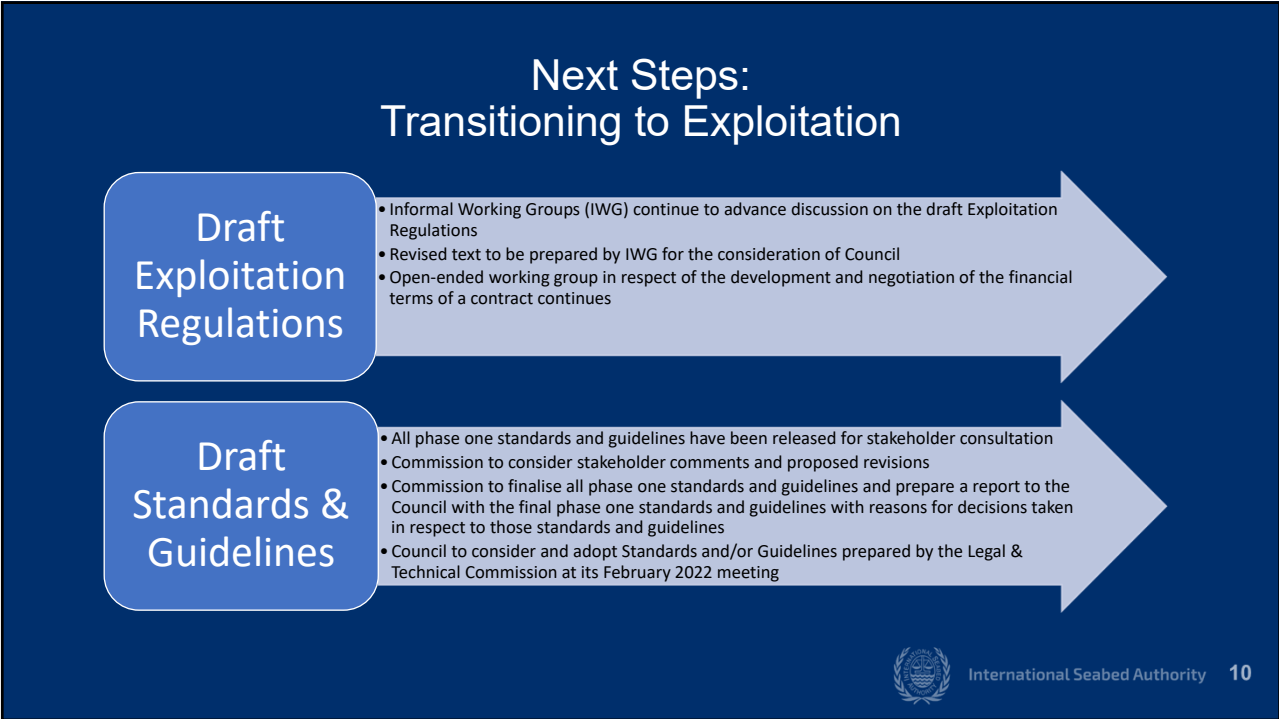 Next Steps:
Transitioning to Exploitation
Draft
Exploitation
Regulations
• Informal Working Groups (IWG) continue to advance discussion on the draft Exploitation
Regulations
• Revised text to be prepared by IWG for the consideration of Council
• Open-ended working group in respect of the development and negotiation of the financial
terms of a contract continues
Draft
Standards &
Guidelines
• All phase one standards and guidelines have been released for stakeholder consultation
• Commission to consider stakeholder comments and proposed revisions
• Commission to finalise all phase one standards and guidelines and prepare a report to the
Council with the final phase one standards and guidelines with reasons for decisions taken
in respect to those standards and guidelines
• Council to consider and adopt Standards and/or Guidelines prepared by the Legal &
Technical Commission at its February 2022 meeting
INTERNATIONAL SEABED AUTHORITY
International Seabed Authority 10